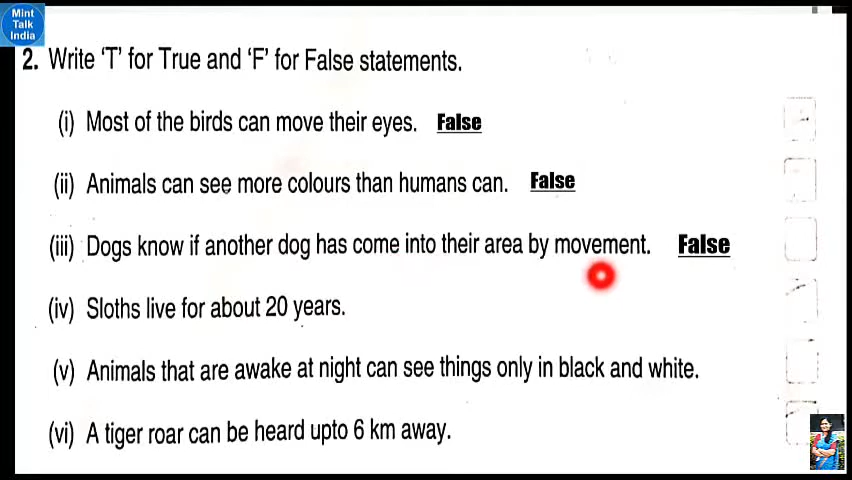 Mint
Talk
India
2. Write ‘T’ for True and ‘F’ for False statements.
(i) Most of the birds can move their eyes. False
(ii) Animals can see more colours than humans can. False
(iii) Dogs know if another dog has come into their area by movement. False
(iv) Sloths live for about 20 years.
(v) Animals that are awake at night can see things only in black and white.
(vi) A tiger roar can be heard upto 6 km away.